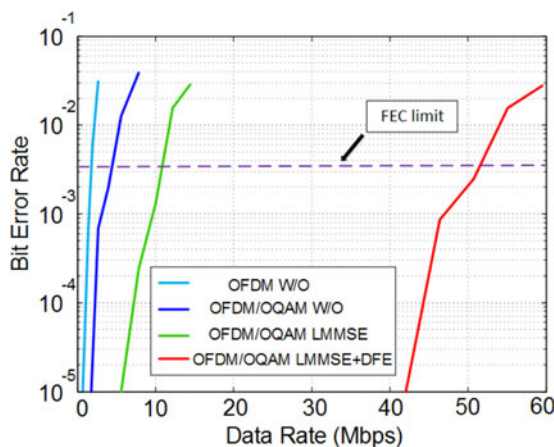 10^-1
10^-2
10^-3
10^-4
10^-5
Bit Error Rate
FEC limit
OFDM W/O
OFDM/OQAM W/O
OFDM/OQAM LMMSE
OFDM/OQAM LMMSE+DFE
0 10 20 30 40 50 60
Data Rate (Mbps)